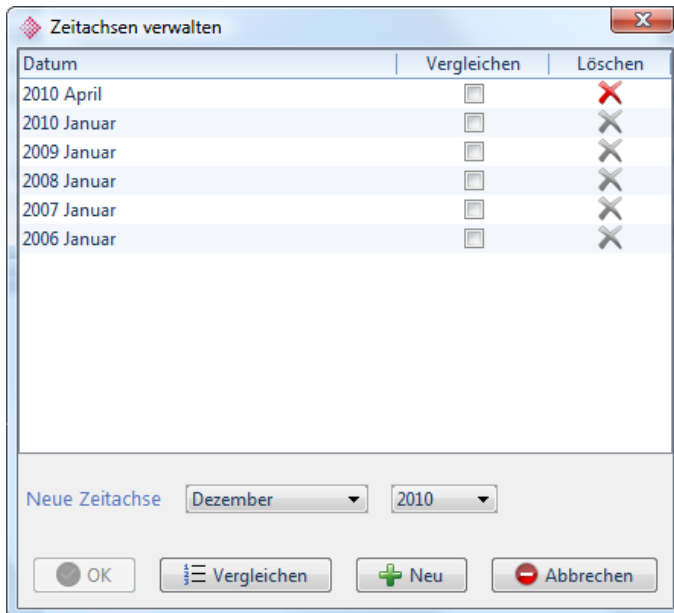 Zeitachsen verwalten
Datum Vergleichen Löschen
2010 April
2010 Januar
2009 Januar
2008 Januar
2007 Januar
2006 Januar
Neue Zeitachse Dezember 2010
OK Vergleichen Neu Abbrechen